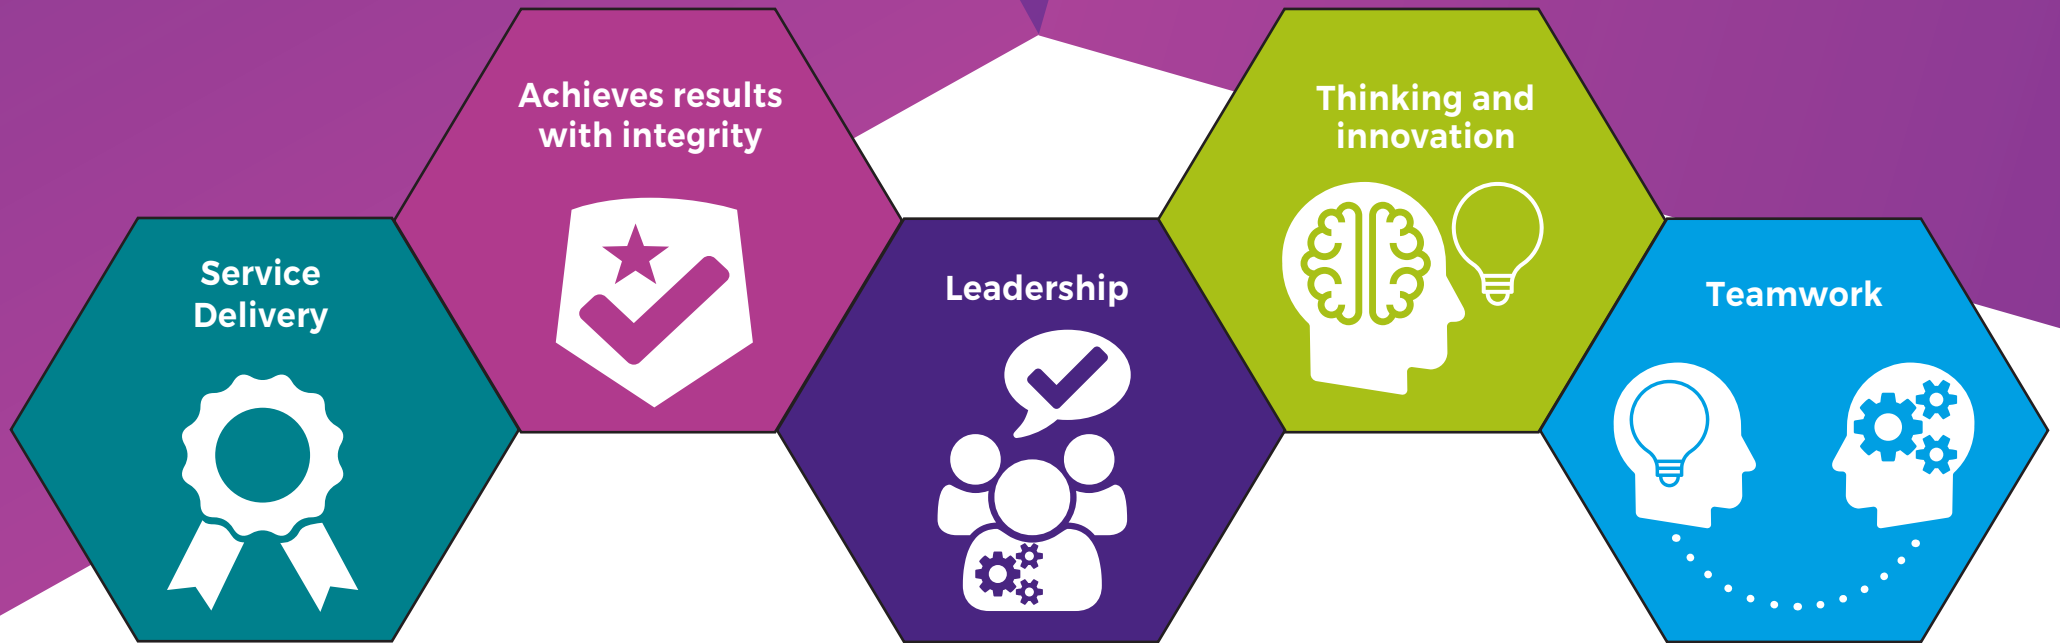 Service
Delivery
Achieves results
with integrity
Leadership
Thinking and
innovation
Teamwork